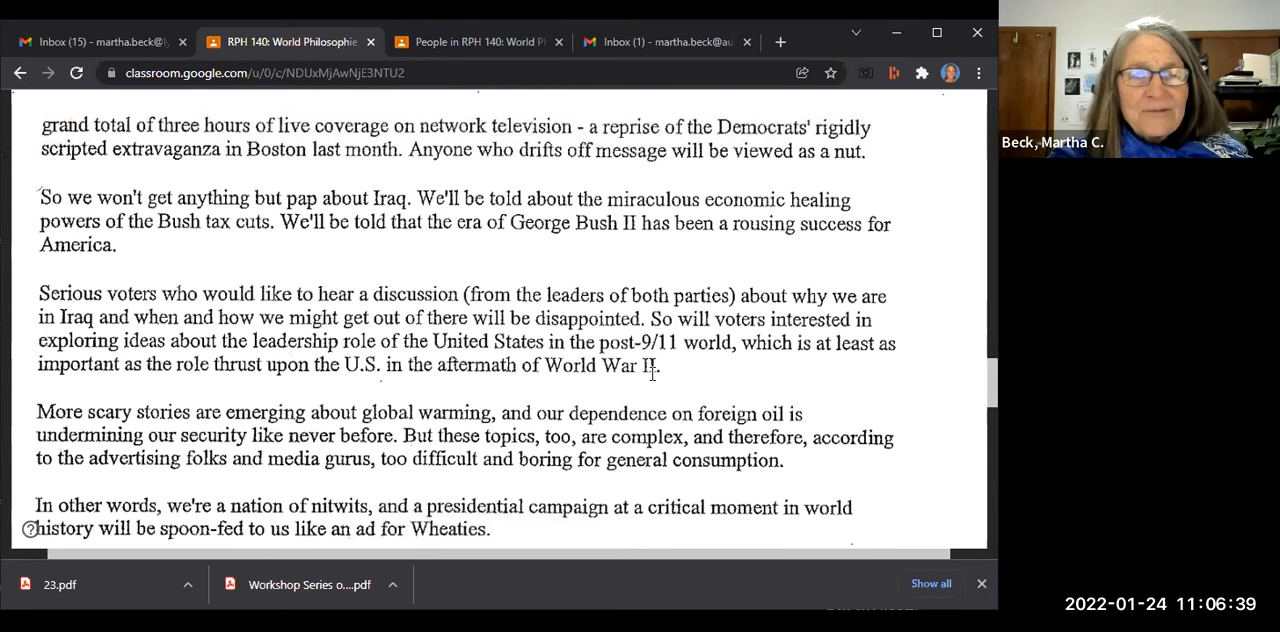 Inbox (15) - martha.beck@l
RPH 140: World Philosophie
People in RPH 140: World P
Inbox (1) - martha.beck@au
classroom.google.com/u/0/c/NDUxMjAwNjE3NTU2
grand total of three hours of live coverage on network television - a reprise of the Democrats' rigidly
scripted extravaganza in Boston last month. Anyone who drifts off message will be viewed as a nut.
So we won't get anything but pap about Iraq. We'll be told about the miraculous economic healing
powers of the Bush tax cuts. We'll be told that the era of George Bush II has been a rousing success for
America.
Serious voters who would like to hear a discussion (from the leaders of both parties) about why we are
in Iraq and when and how we might get out of there will be disappointed. So will voters interested in
exploring ideas about the leadership role of the United States in the post-9/11 world, which is at least as
important as the role thrust upon the U.S. in the aftermath of World War II.
More scary stories are emerging about global warming, and our dependence on foreign oil is
undermining our security like never before. But these topics, too, are complex, and therefore, according
to the advertising folks and media gurus, too difficult and boring for general consumption.
In other words, we're a nation of nitwits, and a presidential campaign at a critical moment in world
history will be spoon-fed to us like an ad for Wheaties.
23.pdf
Workshop Series o....pdf
Show all
Beck, Martha C.
2022-01-24 11:06:39